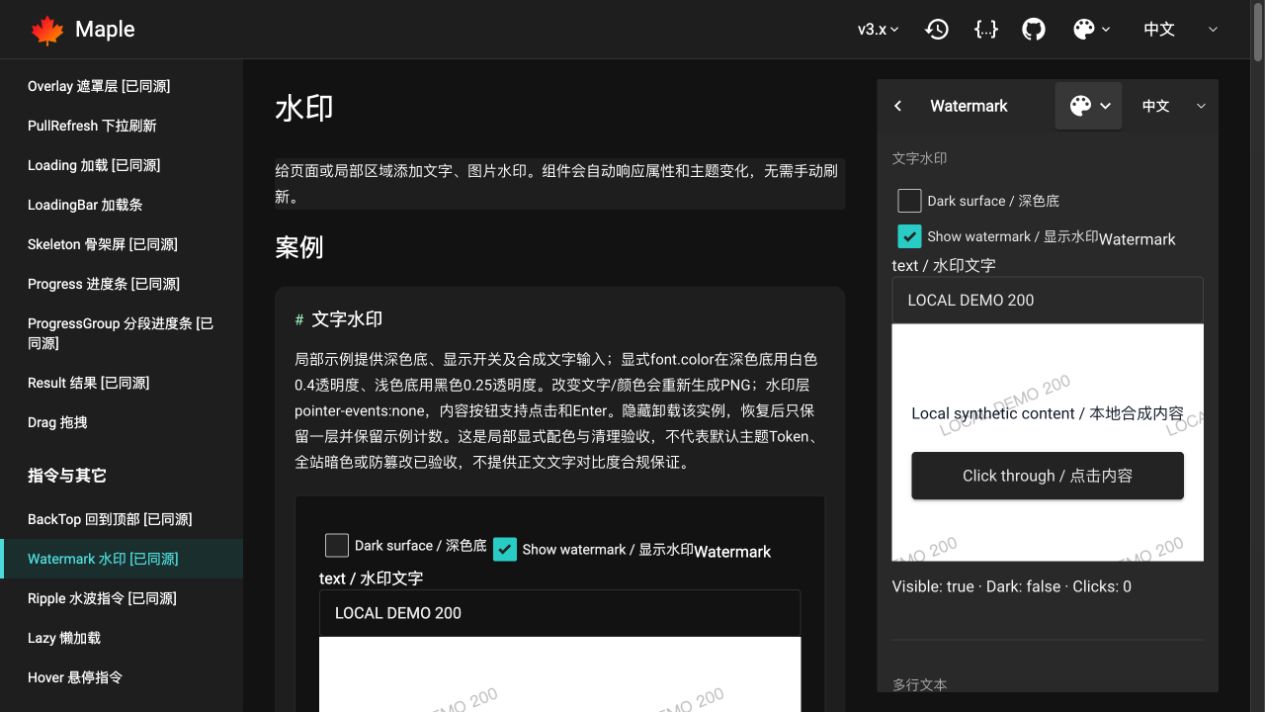 Maple
v3.x
{...}
中文
Overlay 遮罩层 [已同源]
PullRefresh 下拉刷新
Loading 加载 [已同源]
LoadingBar 加载条
Skeleton 骨架屏 [已同源]
Progress 进度条 [已同源]
ProgressGroup 分段进度条 [已
同源]
Result 结果 [已同源]
Drag 拖拽
指令与其它
BackTop 回到顶部 [已同源]
Watermark 水印 [已同源]
Ripple 水波指令 [已同源]
Lazy 懒加载
Hover 悬停指令
水印
给页面或局部区域添加文字、图片水印。组件会自动响应属性和主题变化，无需手动刷
新。
案例
# 文字水印
局部示例提供深色底、显示开关及合成文字输入；显式font.color在深色底用白色
0.4透明度、浅色底用黑色0.25透明度。改变文字/颜色会重新生成PNG；水印层
pointer-events:none，内容按钮支持点击和Enter。隐藏卸载该实例，恢复后只保
留一层并保留示例计数。这是局部显式配色与清理验收，不代表默认主题Token、
全站暗色或防篡改已验收，不提供正文文字对比度合规保证。
Dark surface / 深色底
Show watermark / 显示水印Watermark
text / 水印文字
LOCAL DEMO 200
EMO 200
EMO 200
Watermark
中文
文字水印
Dark surface / 深色底
Show watermark / 显示水印Watermark
text / 水印文字
LOCAL DEMO 200
LOCAL DEMO 200
LOCA
Local synthetic content / 本地合成内容
Click through / 点击内容
MO 200
MO 200
Visible: true · Dark: false · Clicks: 0
多行文本